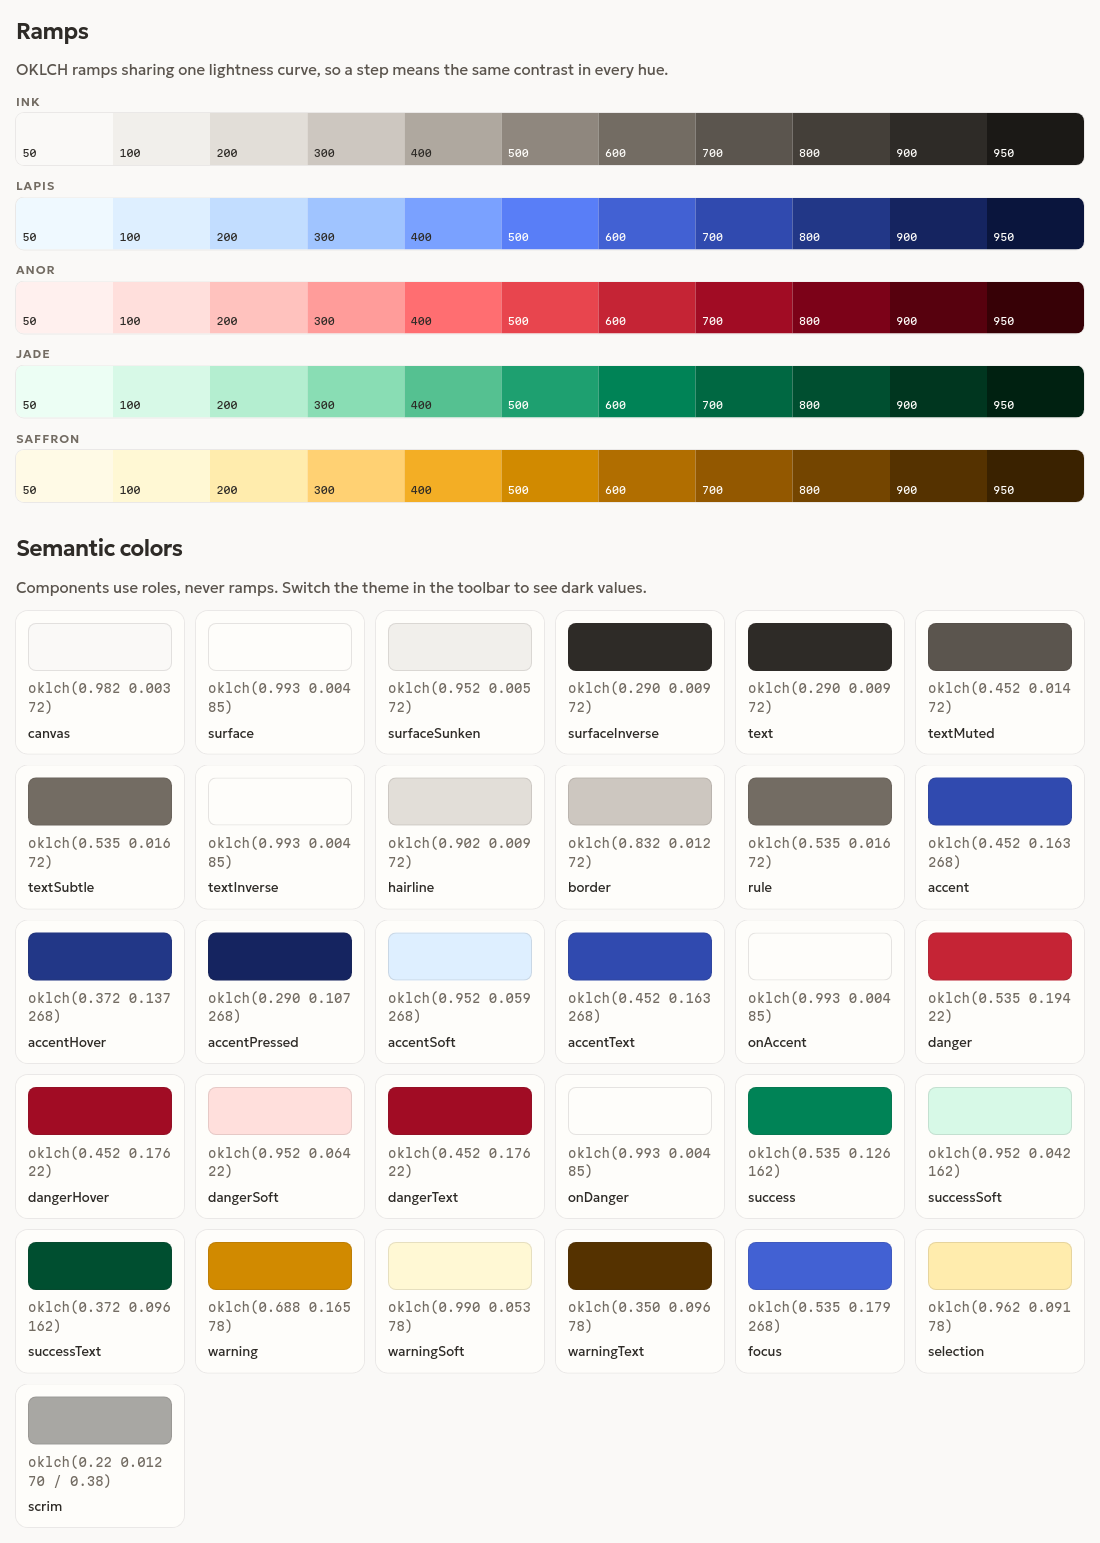 Ramps
OKLCH ramps sharing one lightness curve, so a step means the same contrast in every hue.
INK
50 100 200 300 400 500 600 700 800 900 950
LAPIS
50 100 200 300 400 500 600 700 800 900 950
ANOR
50 100 200 300 400 500 600 700 800 900 950
JADE
50 100 200 300 400 500 600 700 800 900 950
SAFFRON
50 100 200 300 400 500 600 700 800 900 950
Semantic colors
Components use roles, never ramps. Switch the theme in the toolbar to see dark values.
oklch(0.982 0.003
72)
canvas
oklch(0.993 0.004
85)
surface
oklch(0.952 0.005
72)
surfaceSunken
oklch(0.290 0.009
72)
surfaceInverse
oklch(0.290 0.009
72)
text
oklch(0.452 0.014
72)
textMuted
oklch(0.535 0.016
72)
textSubtle
oklch(0.993 0.004
85)
textInverse
oklch(0.902 0.009
72)
hairline
oklch(0.832 0.012
72)
border
oklch(0.535 0.016
72)
rule
oklch(0.452 0.163
268)
accent
oklch(0.372 0.137
268)
accentHover
oklch(0.290 0.107
268)
accentPressed
oklch(0.952 0.059
268)
accentSoft
oklch(0.452 0.163
268)
accentText
oklch(0.993 0.004
85)
onAccent
oklch(0.535 0.194
22)
danger
oklch(0.452 0.176
22)
dangerHover
oklch(0.952 0.064
22)
dangerSoft
oklch(0.452 0.176
22)
dangerText
oklch(0.993 0.004
85)
onDanger
oklch(0.535 0.126
162)
success
oklch(0.952 0.042
162)
successSoft
oklch(0.372 0.096
162)
successText
oklch(0.688 0.165
78)
warning
oklch(0.990 0.053
78)
warningSoft
oklch(0.350 0.096
78)
warningText
oklch(0.535 0.179
268)
focus
oklch(0.962 0.091
78)
selection
oklch(0.22 0.012
70 / 0.38)
scrim